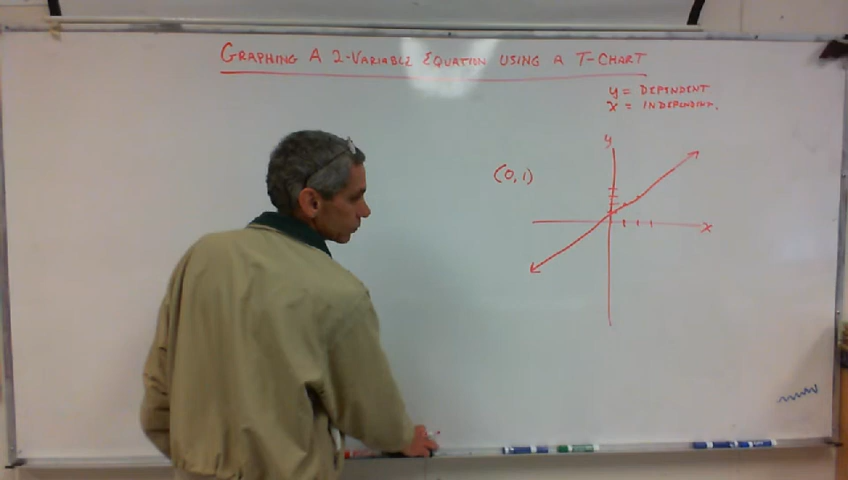 GRAPHING A 2-VARIABLE EQUATION USING A T-CHART
y = DEPENDENT
x = INDEPENDENT.
y
(0,1)
x